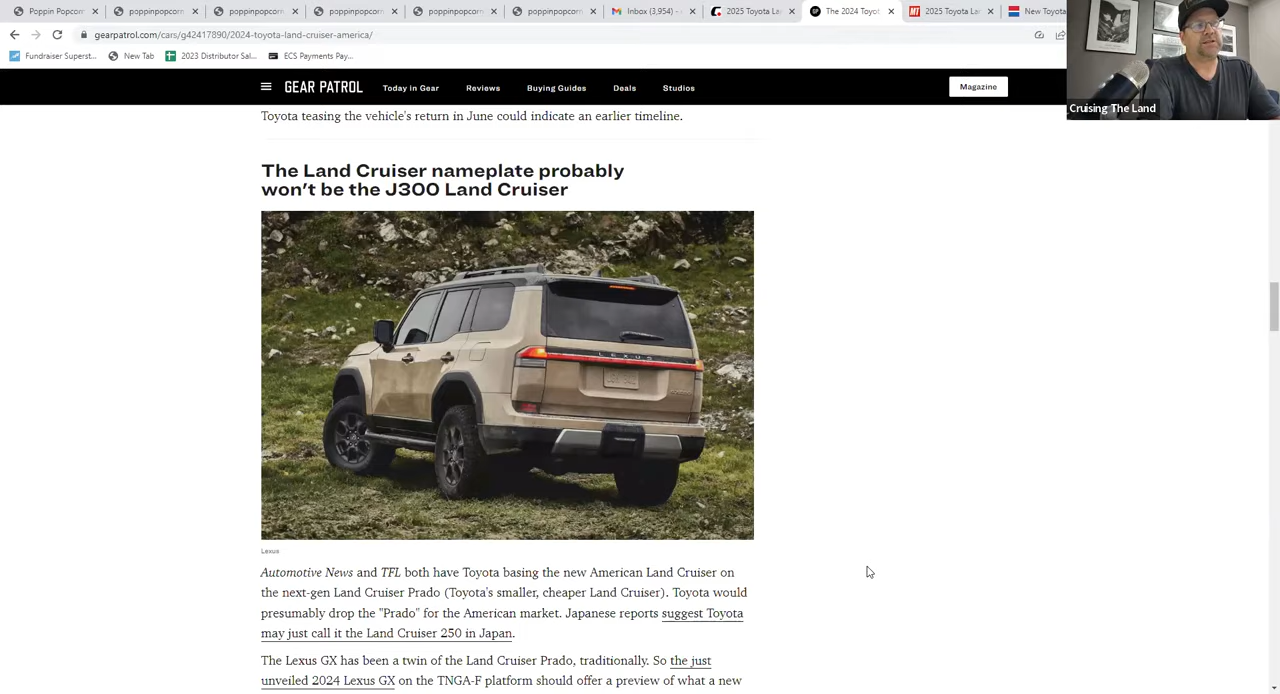 Poppin Popcorn
poppinpopcorn
poppinpopcorn
poppinpopcorn
poppinpopcorn
poppinpopcorn
Inbox (3,954) -
2025 Toyota La
The 2024 Toyot
2025 Toyota Lan
New Toyota
gearpatrol.com/cars/g42417890/2024-toyota-land-cruiser-america/
Fundraiser Superst...
New Tab
2023 Distributor Sal...
ECS Payments Pay...
GEAR PATROL
Today in Gear
Reviews
Buying Guides
Deals
Studios
Magazine
Cruising The Land
Toyota teasing the vehicle's return in June could indicate an earlier timeline.
The Land Cruiser nameplate probably
won't be the J300 Land Cruiser
LEXUS
Lexus
Automotive News and TFL both have Toyota basing the new American Land Cruiser on
the next-gen Land Cruiser Prado (Toyota's smaller, cheaper Land Cruiser). Toyota would
presumably drop the "Prado" for the American market. Japanese reports suggest Toyota
may just call it the Land Cruiser 250 in Japan.
The Lexus GX has been a twin of the Land Cruiser Prado, traditionally. So the just
unveiled 2024 Lexus GX on the TNGA-F platform should offer a preview of what a new